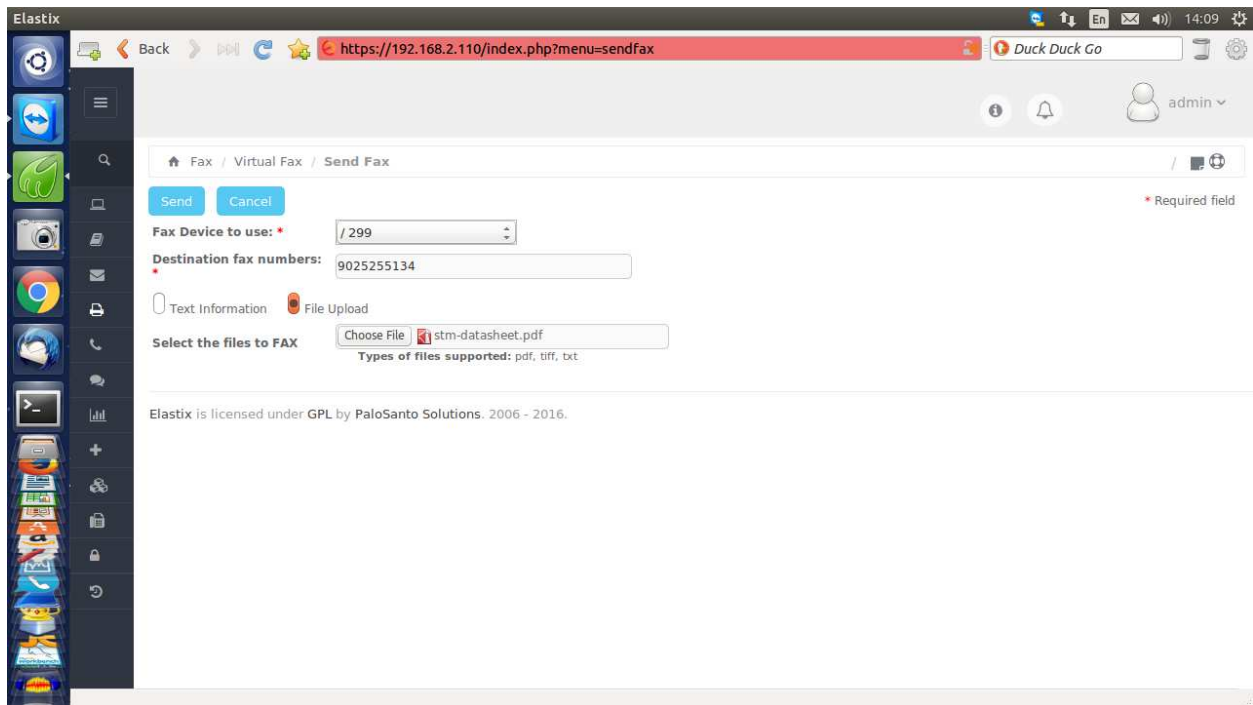 Elastix
En
14:09
Back
https://192.168.2.110/index.php?menu=sendfax
Duck Duck Go
admin
Fax / Virtual Fax / Send Fax
/
Send
Cancel
* Required field
Fax Device to use: *
/ 299
Destination fax numbers:
*
9025255134
Text Information
File Upload
Select the files to FAX
Choose File
stm-datasheet.pdf
Types of files supported: pdf, tiff, txt
Elastix is licensed under GPL by PaloSanto Solutions. 2006 - 2016.